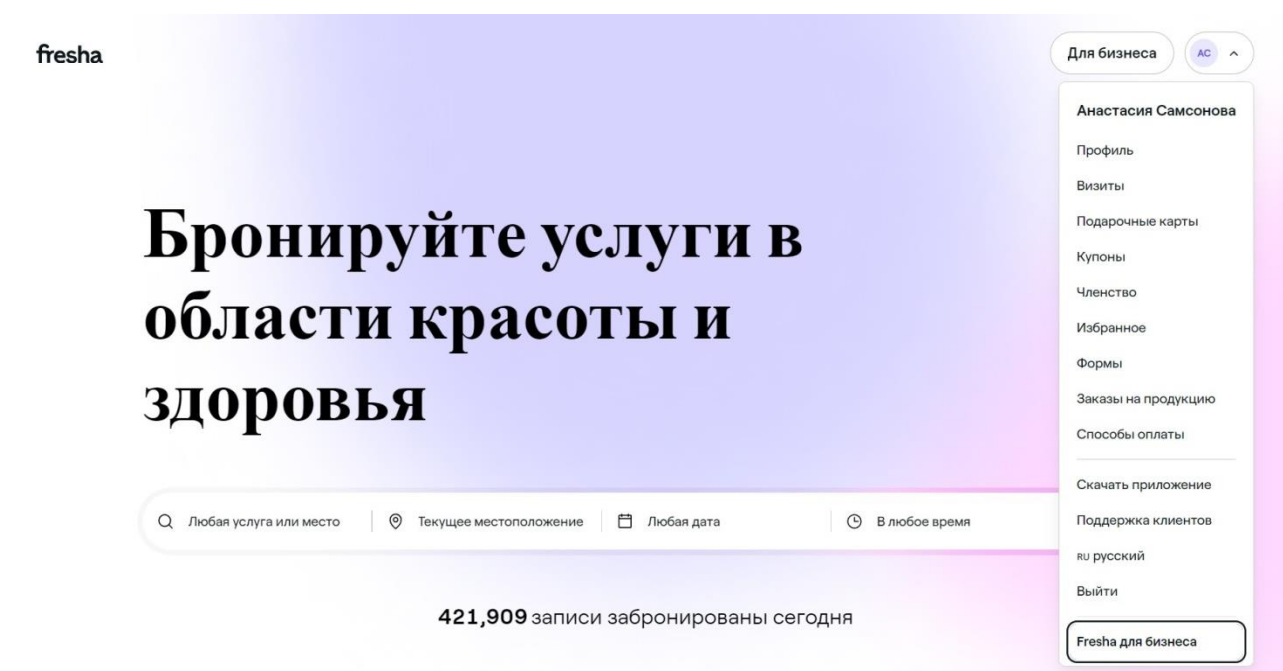 fresha
Для бизнеса
AC
Анастасия Самсонова
Профиль
Визиты
Подарочные карты
Купоны
Членство
Избранное
Формы
Заказы на продукцию
Способы оплаты
Скачать приложение
Поддержка клиентов
RU русский
Выйти
Fresha для бизнеса
Бронируйте услуги в
области красоты и
здоровья
Любая услуга или место
Текущее местоположение
Любая дата
В любое время
421,909 записи забронированы сегодня